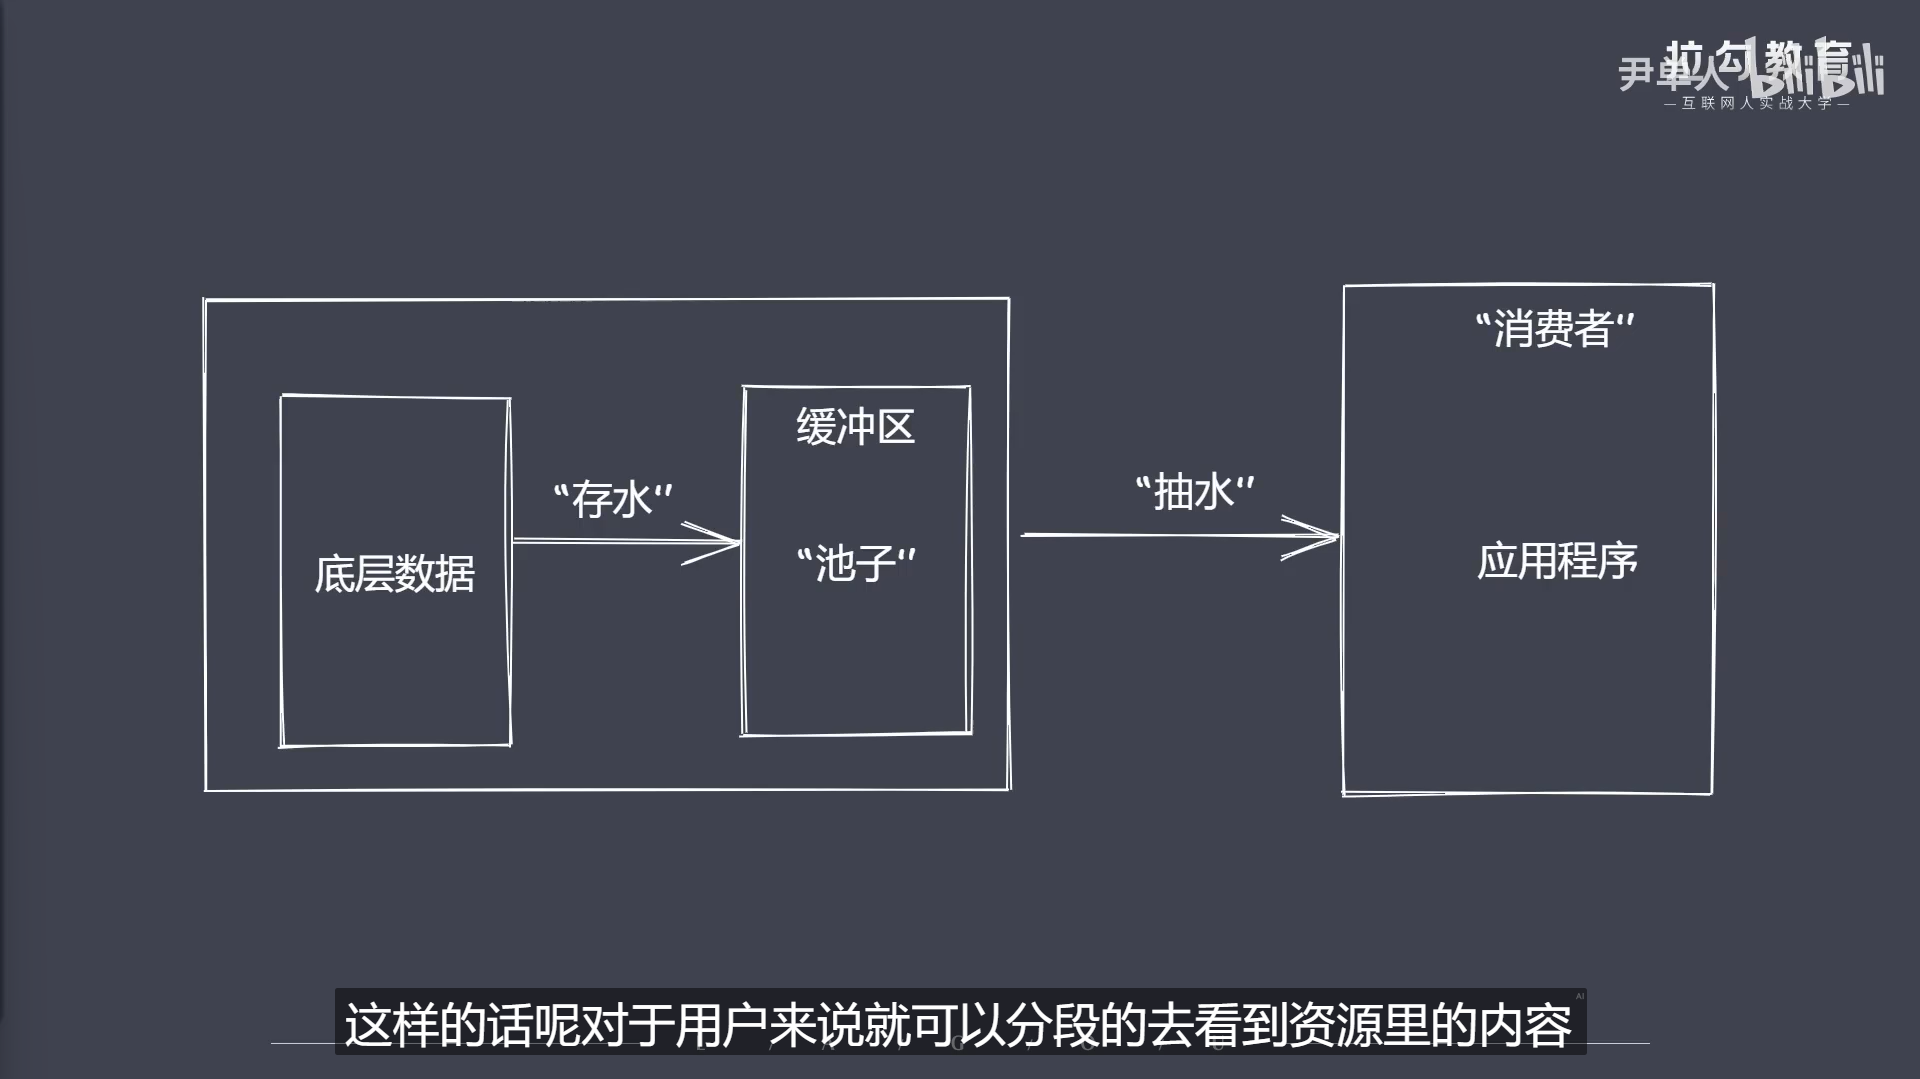 拉勾教育
尹单人
bilibili
—互联网人实战大学—
“消费者”
缓冲区
“存水”
“抽水”
“池子”
底层数据
应用程序
这样的话呢对于用户来说就可以分段的去看到资源里的内容
AI